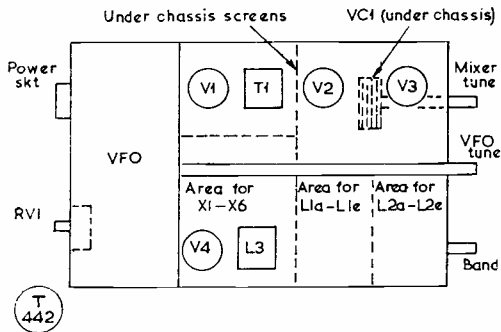 Under chassis screens
VC1 (under chassis)
Power
skt
V1
T1
V2
V3
Mixer
tune
VFO
VFO
tune
Area for
X1-X6
Area for
L1a-L1e
Area for
L2a-L2e
RV1
V4
L3
Band
T
442